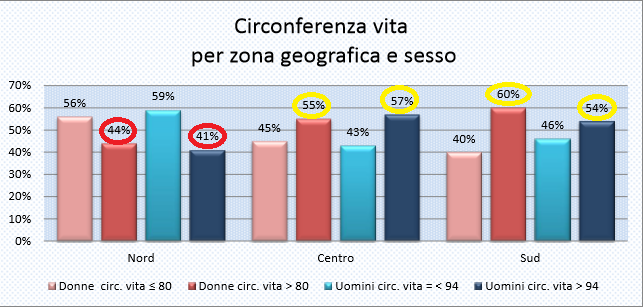 Circonferenza vita
per zona geografica e sesso
70%
60%
50%
40%
30%
20%
10%
0%
56% 44% 59% 41% 45% 55% 43% 57% 40% 60% 46% 54%
Nord Centro Sud
Donne circ. vita ≤ 80 Donne circ. vita > 80 Uomini circ. vita = < 94 Uomini circ. vita > 94